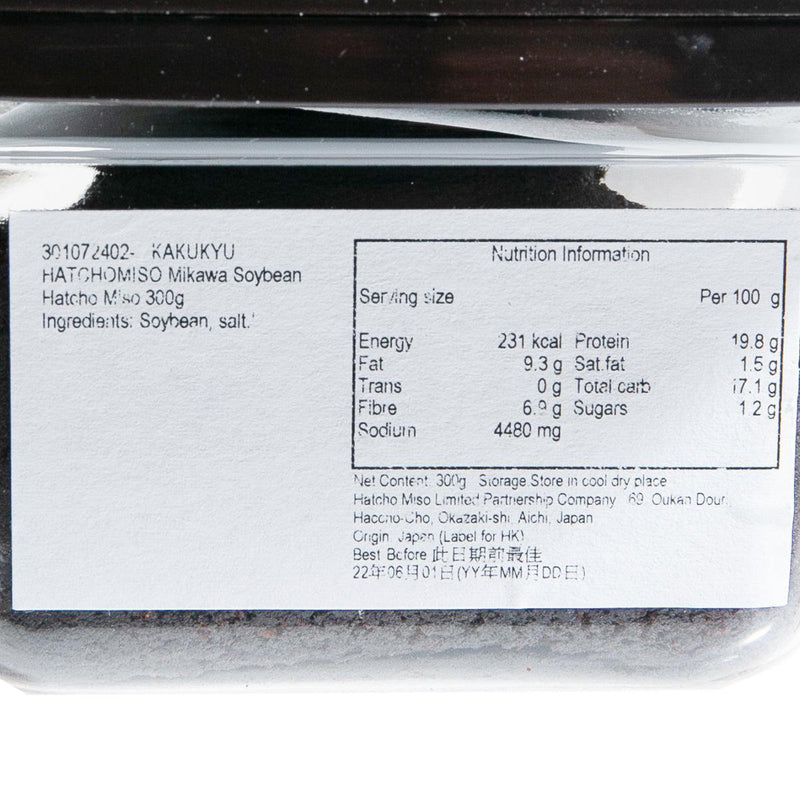 301072402- KAKUKYU
HATCHOMISO Mikawa Soybean
Hatcho Miso 300g
Ingredients: Soybean, salt.
Nutrition Information
Serving size Per 100 g
Energy 231 kcal Protein 19.8 g
Fat 9.3 g Sat.fat 1.5 g
Trans 0 g Total carb 17.1 g
Fibre 6.9 g Sugars 1.2 g
Sodium 4480 mg
Net Content: 300g Storage:Store in cool dry place
Hatcho Miso Limited Partnership Company 69 Oukan Dour,
Haccho-Cho, Okazaki-shi, Aichi, Japan
Origin: Japan (Label for HK)
Best Before 此日期前最佳
22年06月01日(YY年MM月DD日)